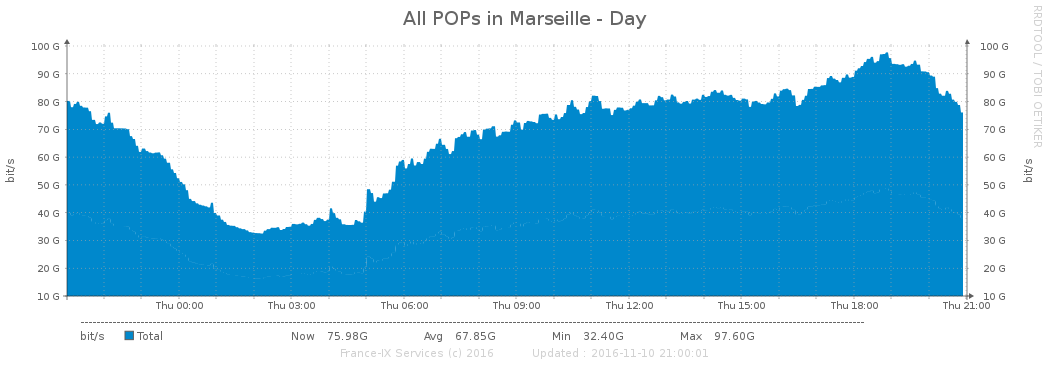 All POPs in Marseille - Day
RRDTOOL / TOBI OETIKER
bit/s
100 G 100 G
90 G 90 G
80 G 80 G
70 G 70 G
60 G 60 G
50 G 50 G
40 G 40 G
30 G 30 G
20 G 20 G
10 G 10 G
bit/s
Thu 00:00 Thu 03:00 Thu 06:00 Thu 09:00 Thu 12:00 Thu 15:00 Thu 18:00 Thu 21:00
bit/s Total Now 75.98G Avg 67.85G Min 32.40G Max 97.60G
France-IX Services (c) 2016 Updated : 2016-11-10 21:00:01